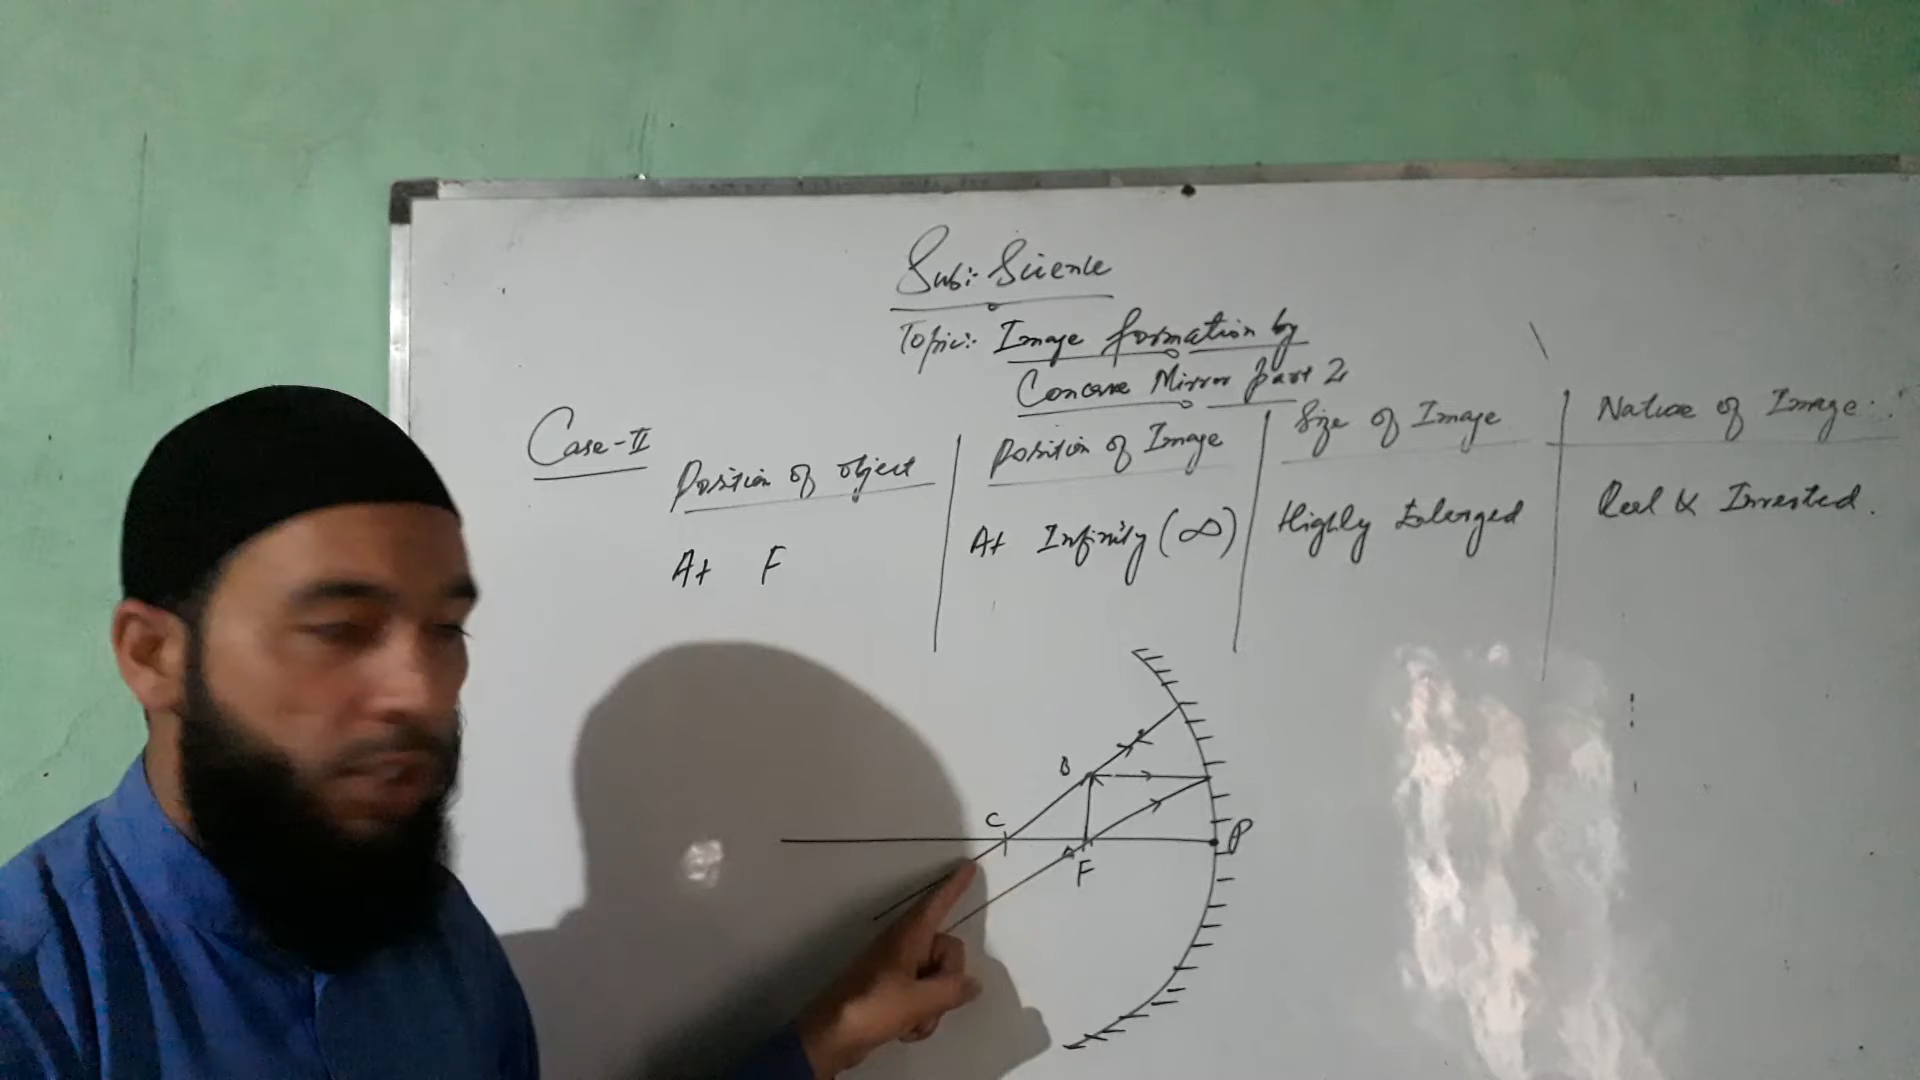 Sub:- Science
Topic:- Image formation by
Concave Mirror part 2
Case-II
Position of object
Position of Image
Size of Image
Nature of Image:
At F
At Infinity (∞)
Highly Enlarged
Real & Inverted.
B
C
F
P